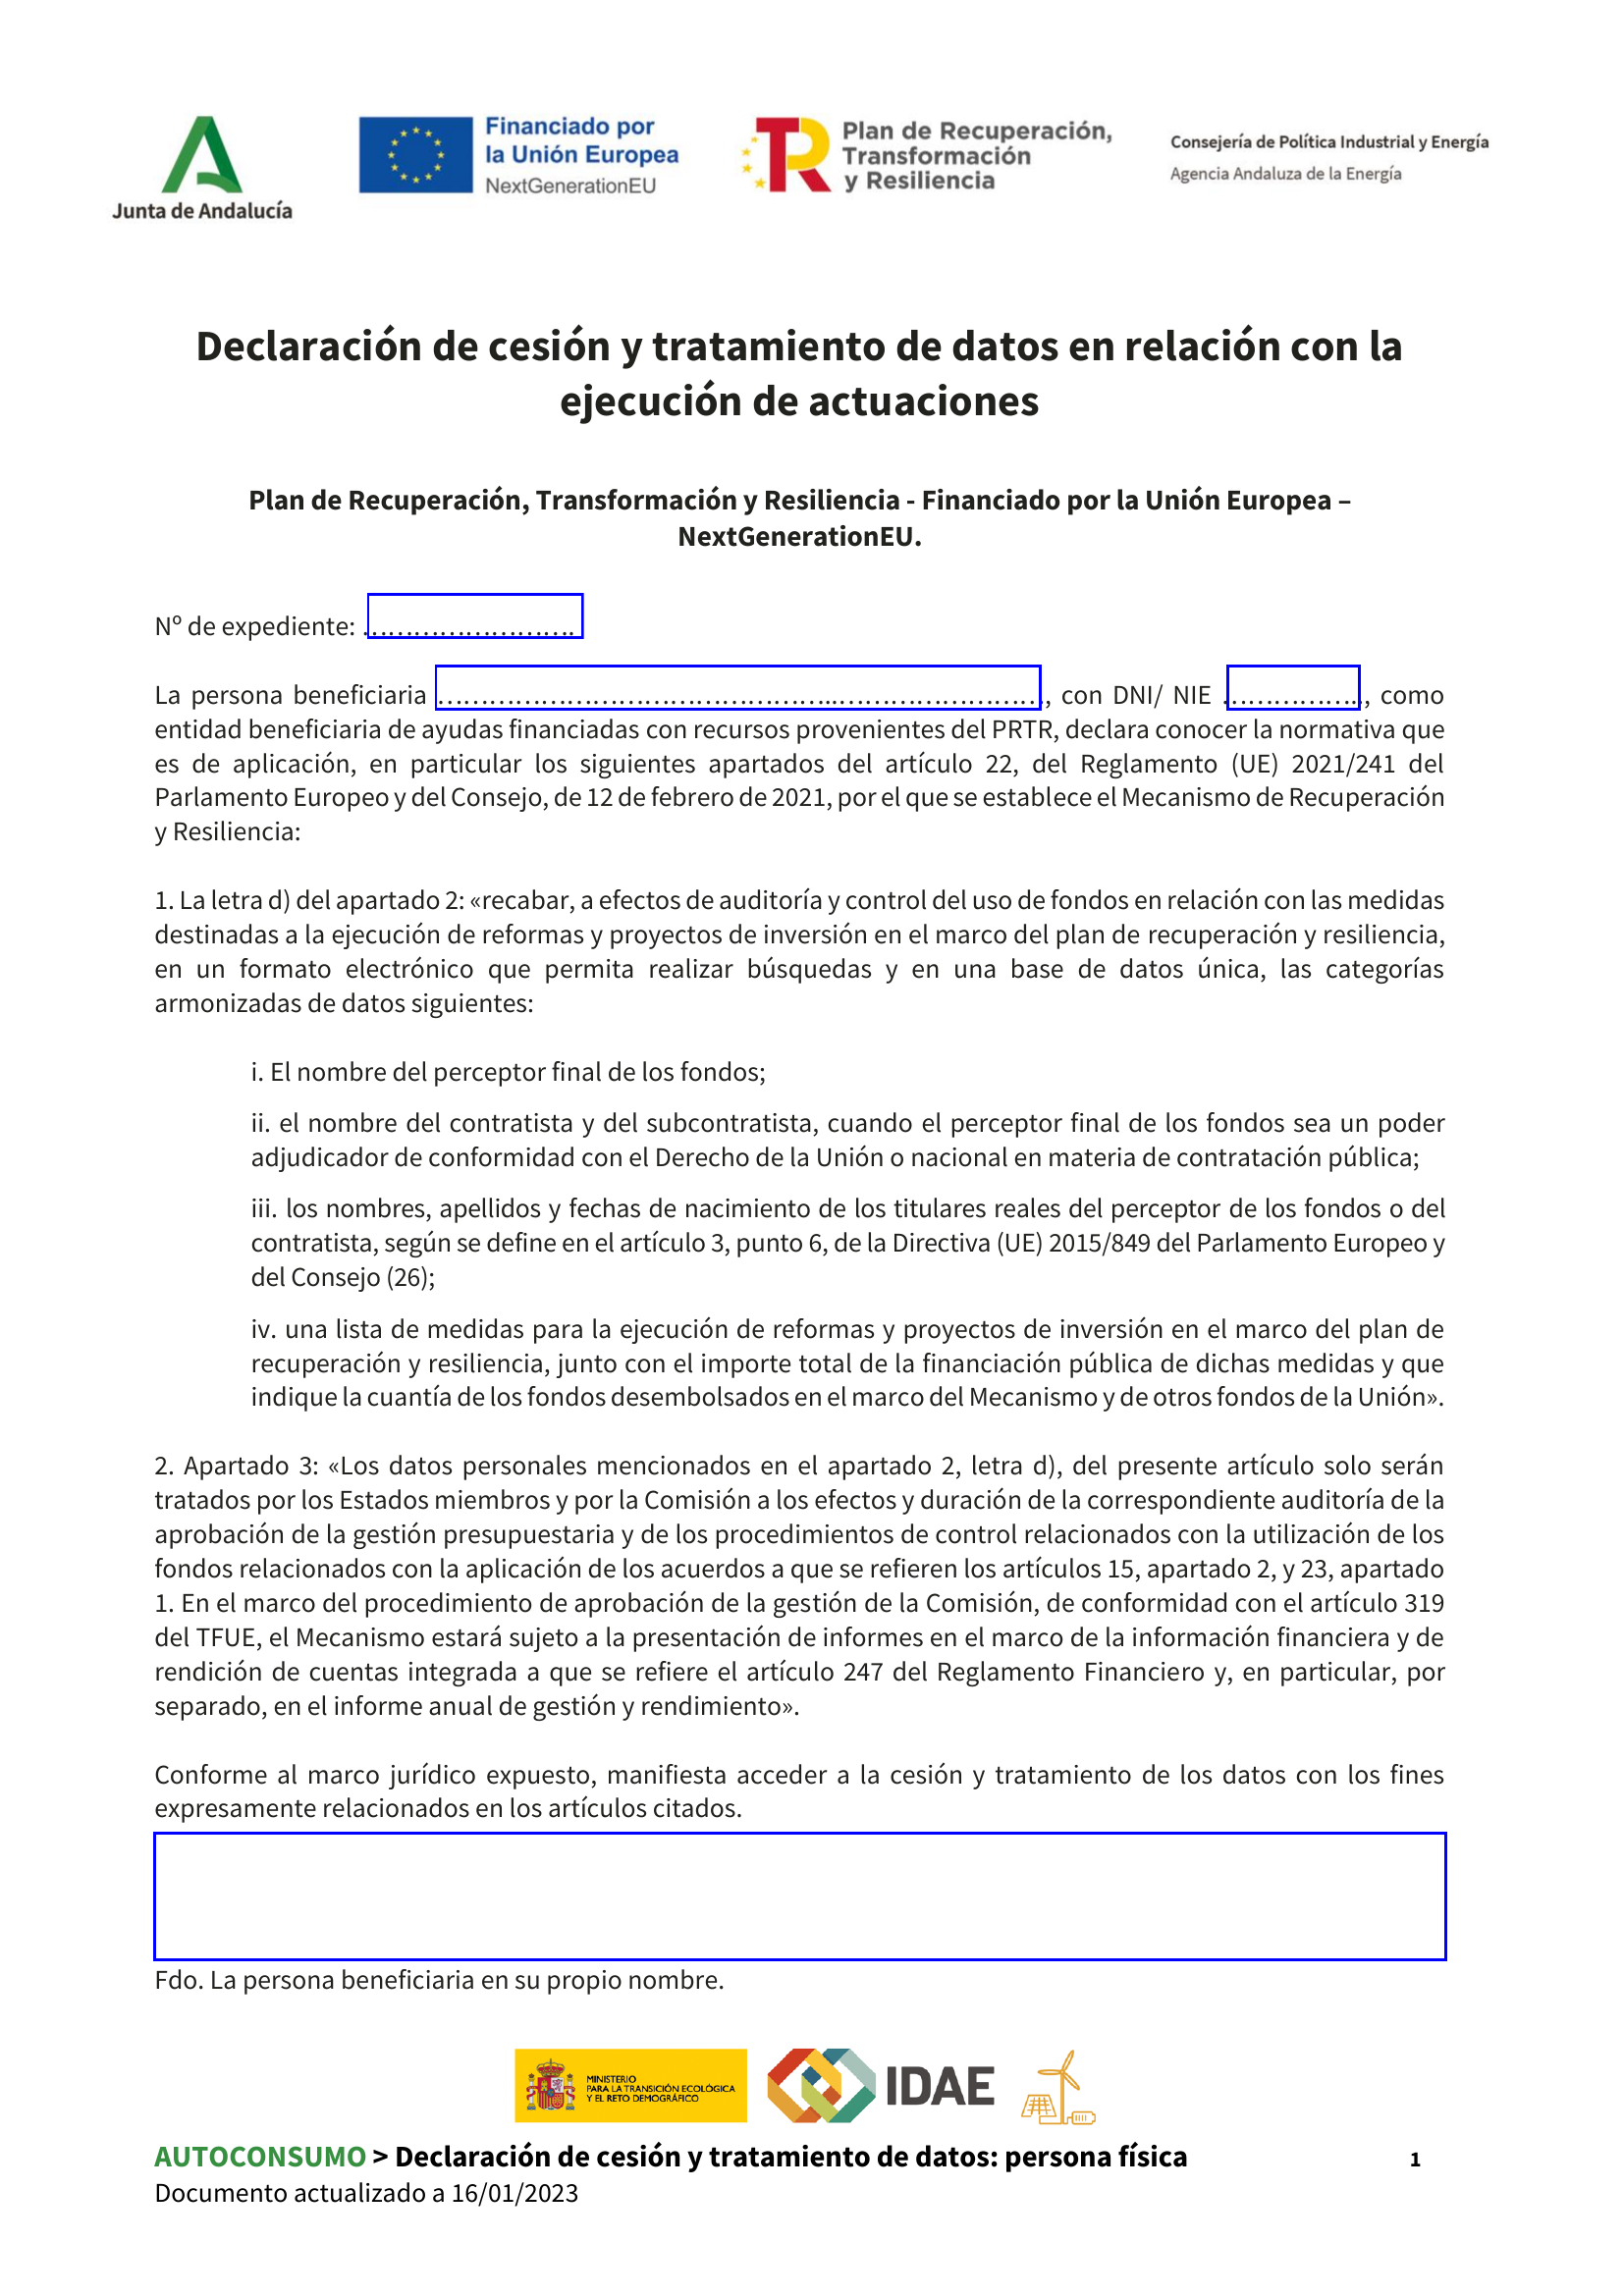 Junta de Andalucía
Financiado por
la Unión Europea
NextGenerationEU
Plan de Recuperación,
Transformación
y Resiliencia
Consejería de Política Industrial y Energía
Agencia Andaluza de la Energía
Declaración de cesión y tratamiento de datos en relación con la
ejecución de actuaciones
Plan de Recuperación, Transformación y Resiliencia - Financiado por la Unión Europea –
NextGenerationEU.
Nº de expediente: ……………………..
La persona beneficiaria ………………………………………..……………………., con DNI/ NIE ……………..., como
entidad beneficiaria de ayudas financiadas con recursos provenientes del PRTR, declara conocer la normativa que
es de aplicación, en particular los siguientes apartados del artículo 22, del Reglamento (UE) 2021/241 del
Parlamento Europeo y del Consejo, de 12 de febrero de 2021, por el que se establece el Mecanismo de Recuperación
y Resiliencia:
1. La letra d) del apartado 2: «recabar, a efectos de auditoría y control del uso de fondos en relación con las medidas
destinadas a la ejecución de reformas y proyectos de inversión en el marco del plan de recuperación y resiliencia,
en un formato electrónico que permita realizar búsquedas y en una base de datos única, las categorías
armonizadas de datos siguientes:
i. El nombre del perceptor final de los fondos;
ii. el nombre del contratista y del subcontratista, cuando el perceptor final de los fondos sea un poder
adjudicador de conformidad con el Derecho de la Unión o nacional en materia de contratación pública;
iii. los nombres, apellidos y fechas de nacimiento de los titulares reales del perceptor de los fondos o del
contratista, según se define en el artículo 3, punto 6, de la Directiva (UE) 2015/849 del Parlamento Europeo y
del Consejo (26);
iv. una lista de medidas para la ejecución de reformas y proyectos de inversión en el marco del plan de
recuperación y resiliencia, junto con el importe total de la financiación pública de dichas medidas y que
indique la cuantía de los fondos desembolsados en el marco del Mecanismo y de otros fondos de la Unión».
2. Apartado 3: «Los datos personales mencionados en el apartado 2, letra d), del presente artículo solo serán
tratados por los Estados miembros y por la Comisión a los efectos y duración de la correspondiente auditoría de la
aprobación de la gestión presupuestaria y de los procedimientos de control relacionados con la utilización de los
fondos relacionados con la aplicación de los acuerdos a que se refieren los artículos 15, apartado 2, y 23, apartado
1. En el marco del procedimiento de aprobación de la gestión de la Comisión, de conformidad con el artículo 319
del TFUE, el Mecanismo estará sujeto a la presentación de informes en el marco de la información financiera y de
rendición de cuentas integrada a que se refiere el artículo 247 del Reglamento Financiero y, en particular, por
separado, en el informe anual de gestión y rendimiento».
Conforme al marco jurídico expuesto, manifiesta acceder a la cesión y tratamiento de los datos con los fines
expresamente relacionados en los artículos citados.
Fdo. La persona beneficiaria en su propio nombre.
MINISTERIO
PARA LA TRANSICIÓN ECOLÓGICA
Y EL RETO DEMOGRÁFICO
IDAE
AUTOCONSUMO > Declaración de cesión y tratamiento de datos: persona física 1
Documento actualizado a 16/01/2023